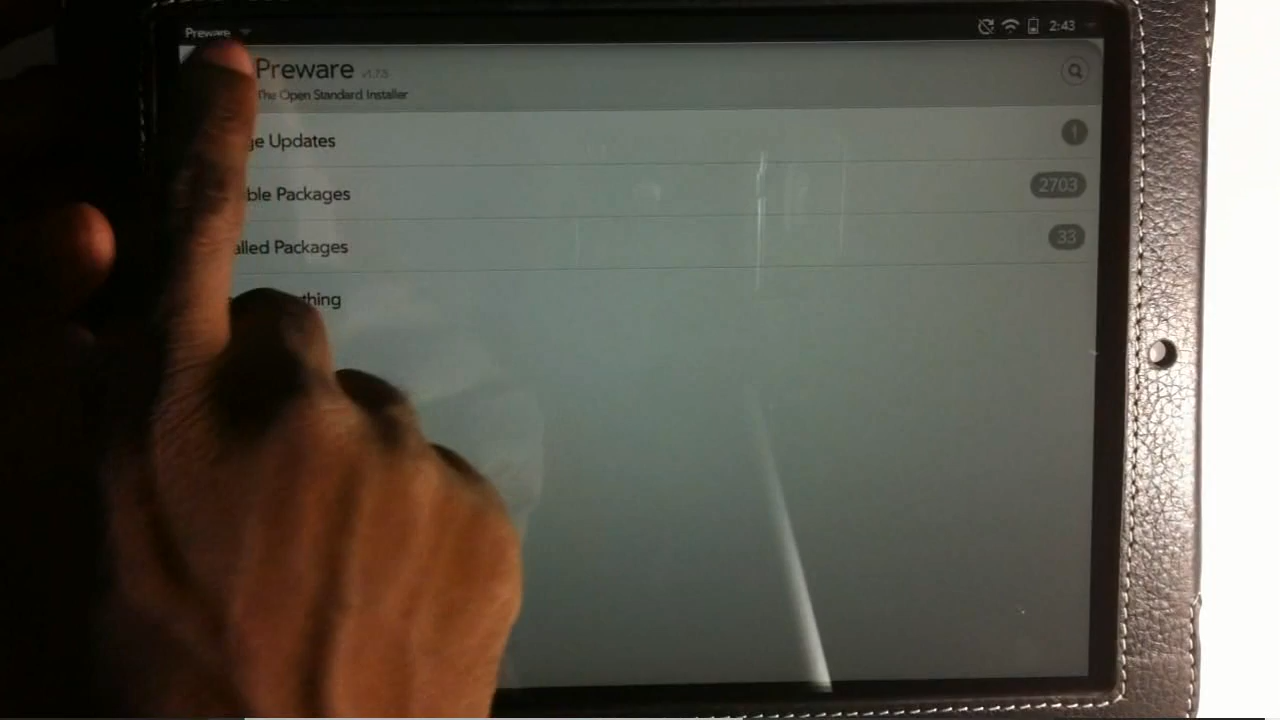 Preware
2:43
Preware v1.7.5
The Open Standard Installer
ge Updates 1
ble Packages 2703
alled Packages 33
thing